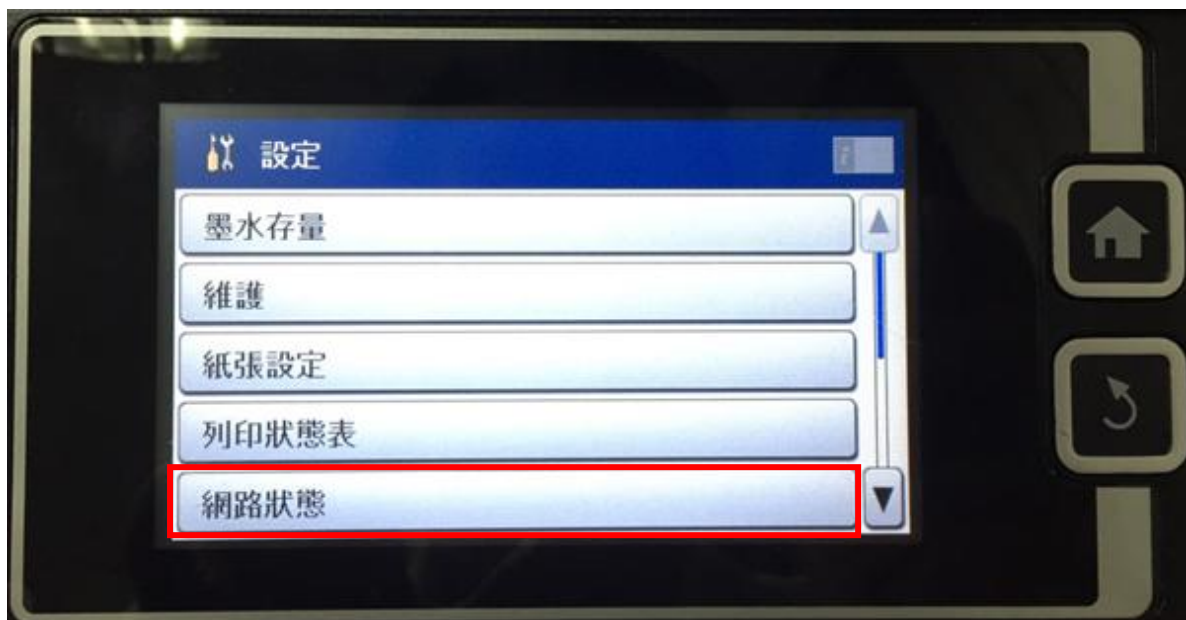 設定
墨水存量
維護
紙張設定
列印狀態表
網路狀態